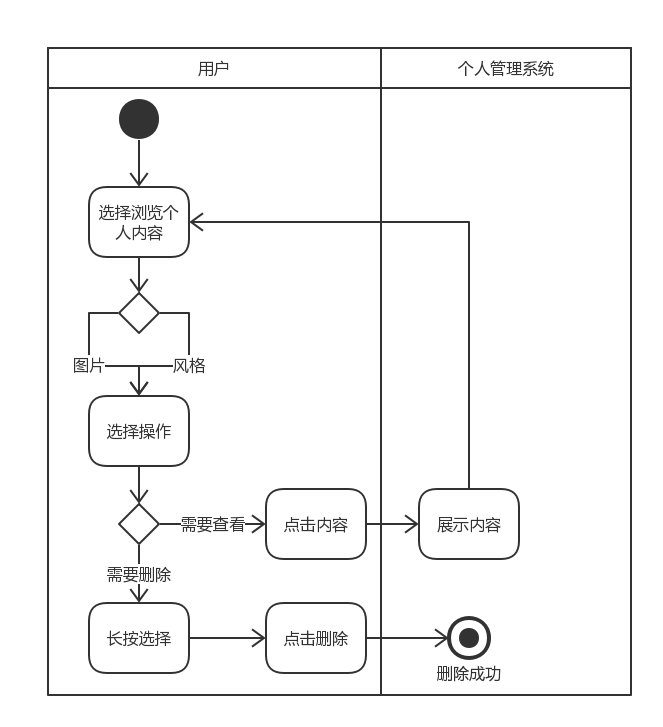 用户
个人管理系统
选择浏览个
人内容
图片
风格
选择操作
需要查看
点击内容
展示内容
需要删除
长按选择
点击删除
删除成功